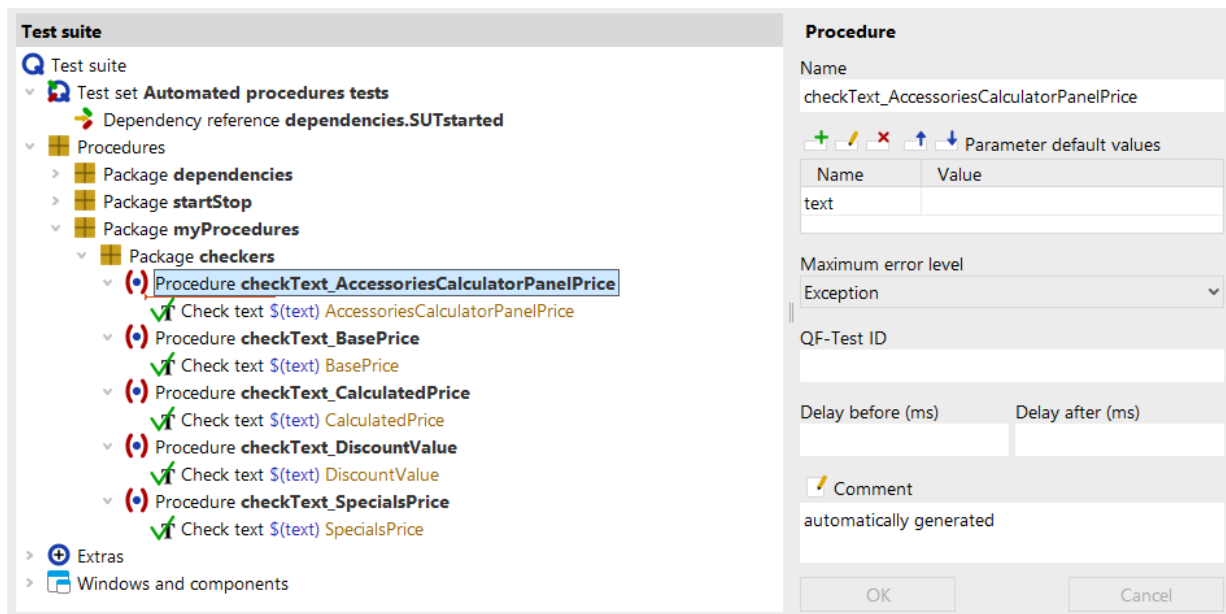 Test suite
Test suite
Test set Automated procedures tests
Dependency reference dependencies.SUTstarted
Procedures
Package dependencies
Package startStop
Package myProcedures
Package checkers
Procedure checkText_AccessoriesCalculatorPanelPrice
Check text $(text) AccessoriesCalculatorPanelPrice
Procedure checkText_BasePrice
Check text $(text) BasePrice
Procedure checkText_CalculatedPrice
Check text $(text) CalculatedPrice
Procedure checkText_DiscountValue
Check text $(text) DiscountValue
Procedure checkText_SpecialsPrice
Check text $(text) SpecialsPrice
Extras
Windows and components
Procedure
Name
checkText_AccessoriesCalculatorPanelPrice
Parameter default values
Name Value
text
Maximum error level
Exception
QF-Test ID
Delay before (ms) Delay after (ms)
Comment
automatically generated
OK Cancel